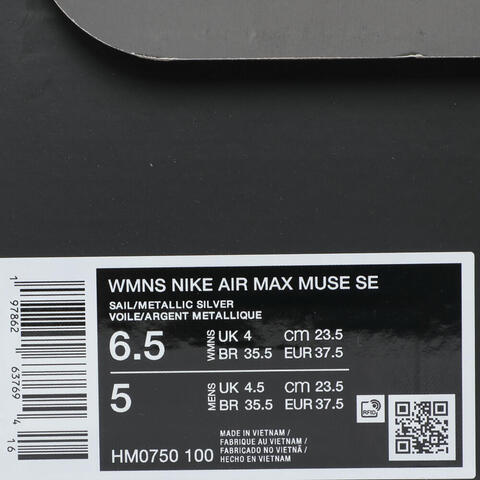 WMNS NIKE AIR MAX MUSE SE
SAIL/METALLIC SILVER
VOILE/ARGENT METALLIQUE
6.5 WMNS UK 4 cm 23.5
BR 35.5 EUR 37.5
5 MENS UK 4.5 cm 23.5
BR 35.5 EUR 37.5
HM0750 100
MADE IN VIETNAM /
FABRIQUE AU VIETNAM /
FABBRICATO NO VIETNÃ /
HECHO EN VIETNAM
RFID
1 97862 63769 4 16